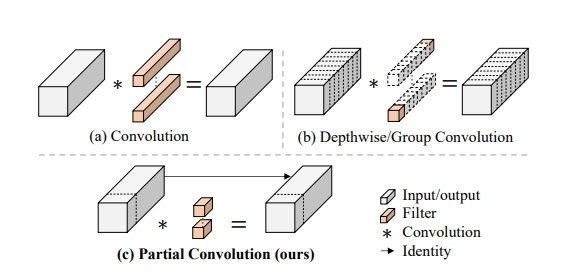 * =
(a) Convolution
* =
(b) Depthwise/Group Convolution
* =
(c) Partial Convolution (ours)
Input/output
Filter
* Convolution
Identity